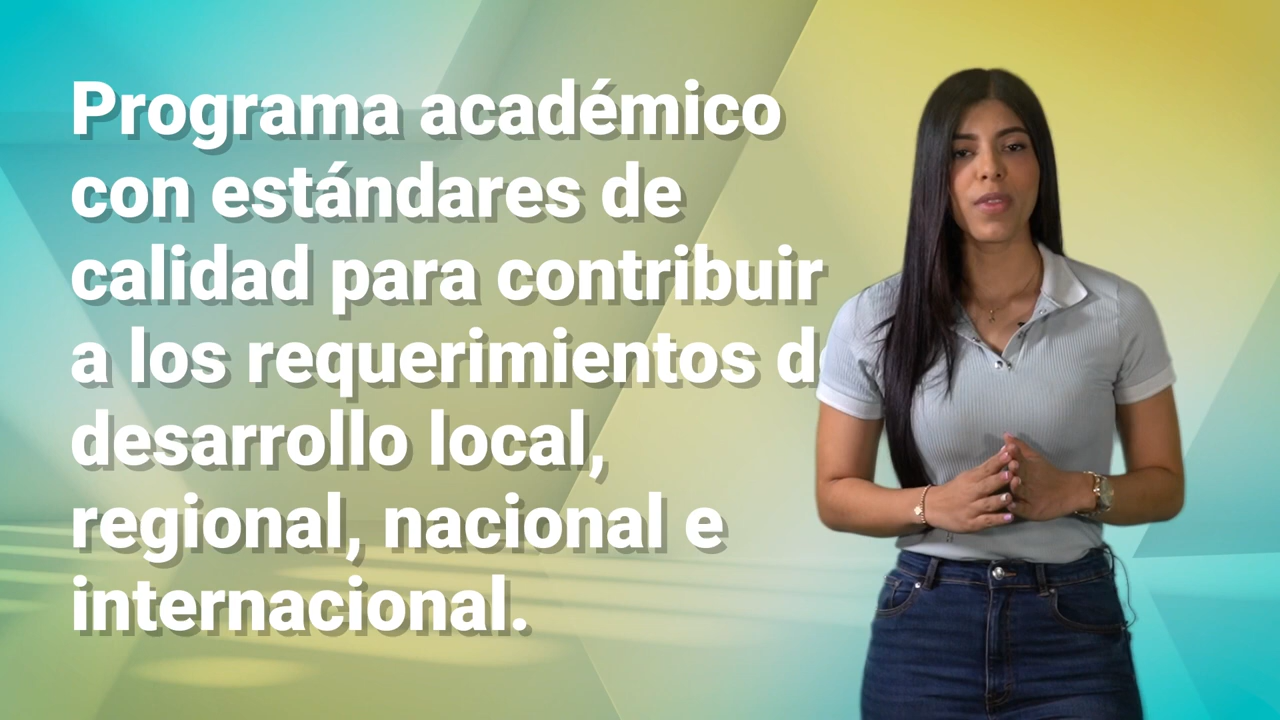 Programa académico
con estándares de
calidad para contribuir
a los requerimientos d
desarrollo local,
regional, nacional e
internacional.